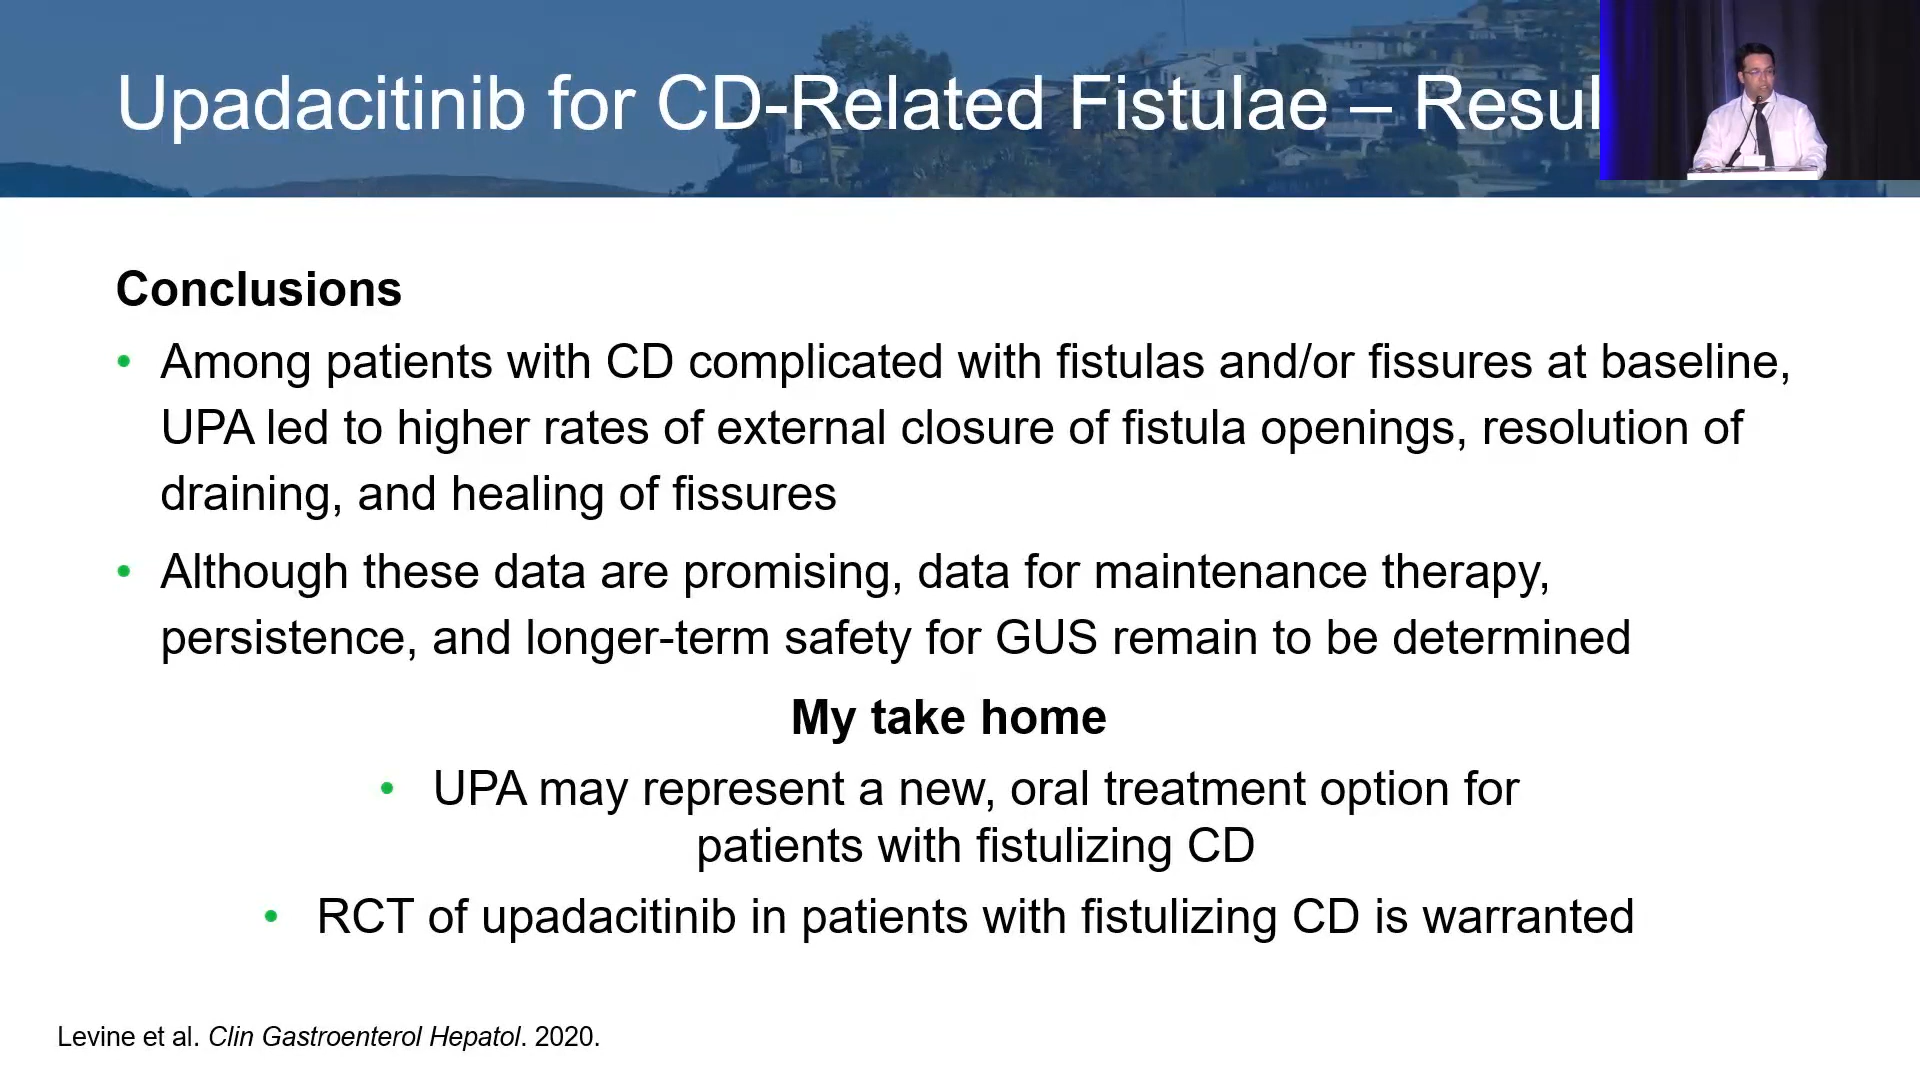 Upadacitinib for CD-Related Fistulae – Resul
Conclusions
• Among patients with CD complicated with fistulas and/or fissures at baseline,
UPA led to higher rates of external closure of fistula openings, resolution of
draining, and healing of fissures
• Although these data are promising, data for maintenance therapy,
persistence, and longer-term safety for GUS remain to be determined
My take home
• UPA may represent a new, oral treatment option for
patients with fistulizing CD
• RCT of upadacitinib in patients with fistulizing CD is warranted
Levine et al. Clin Gastroenterol Hepatol. 2020.